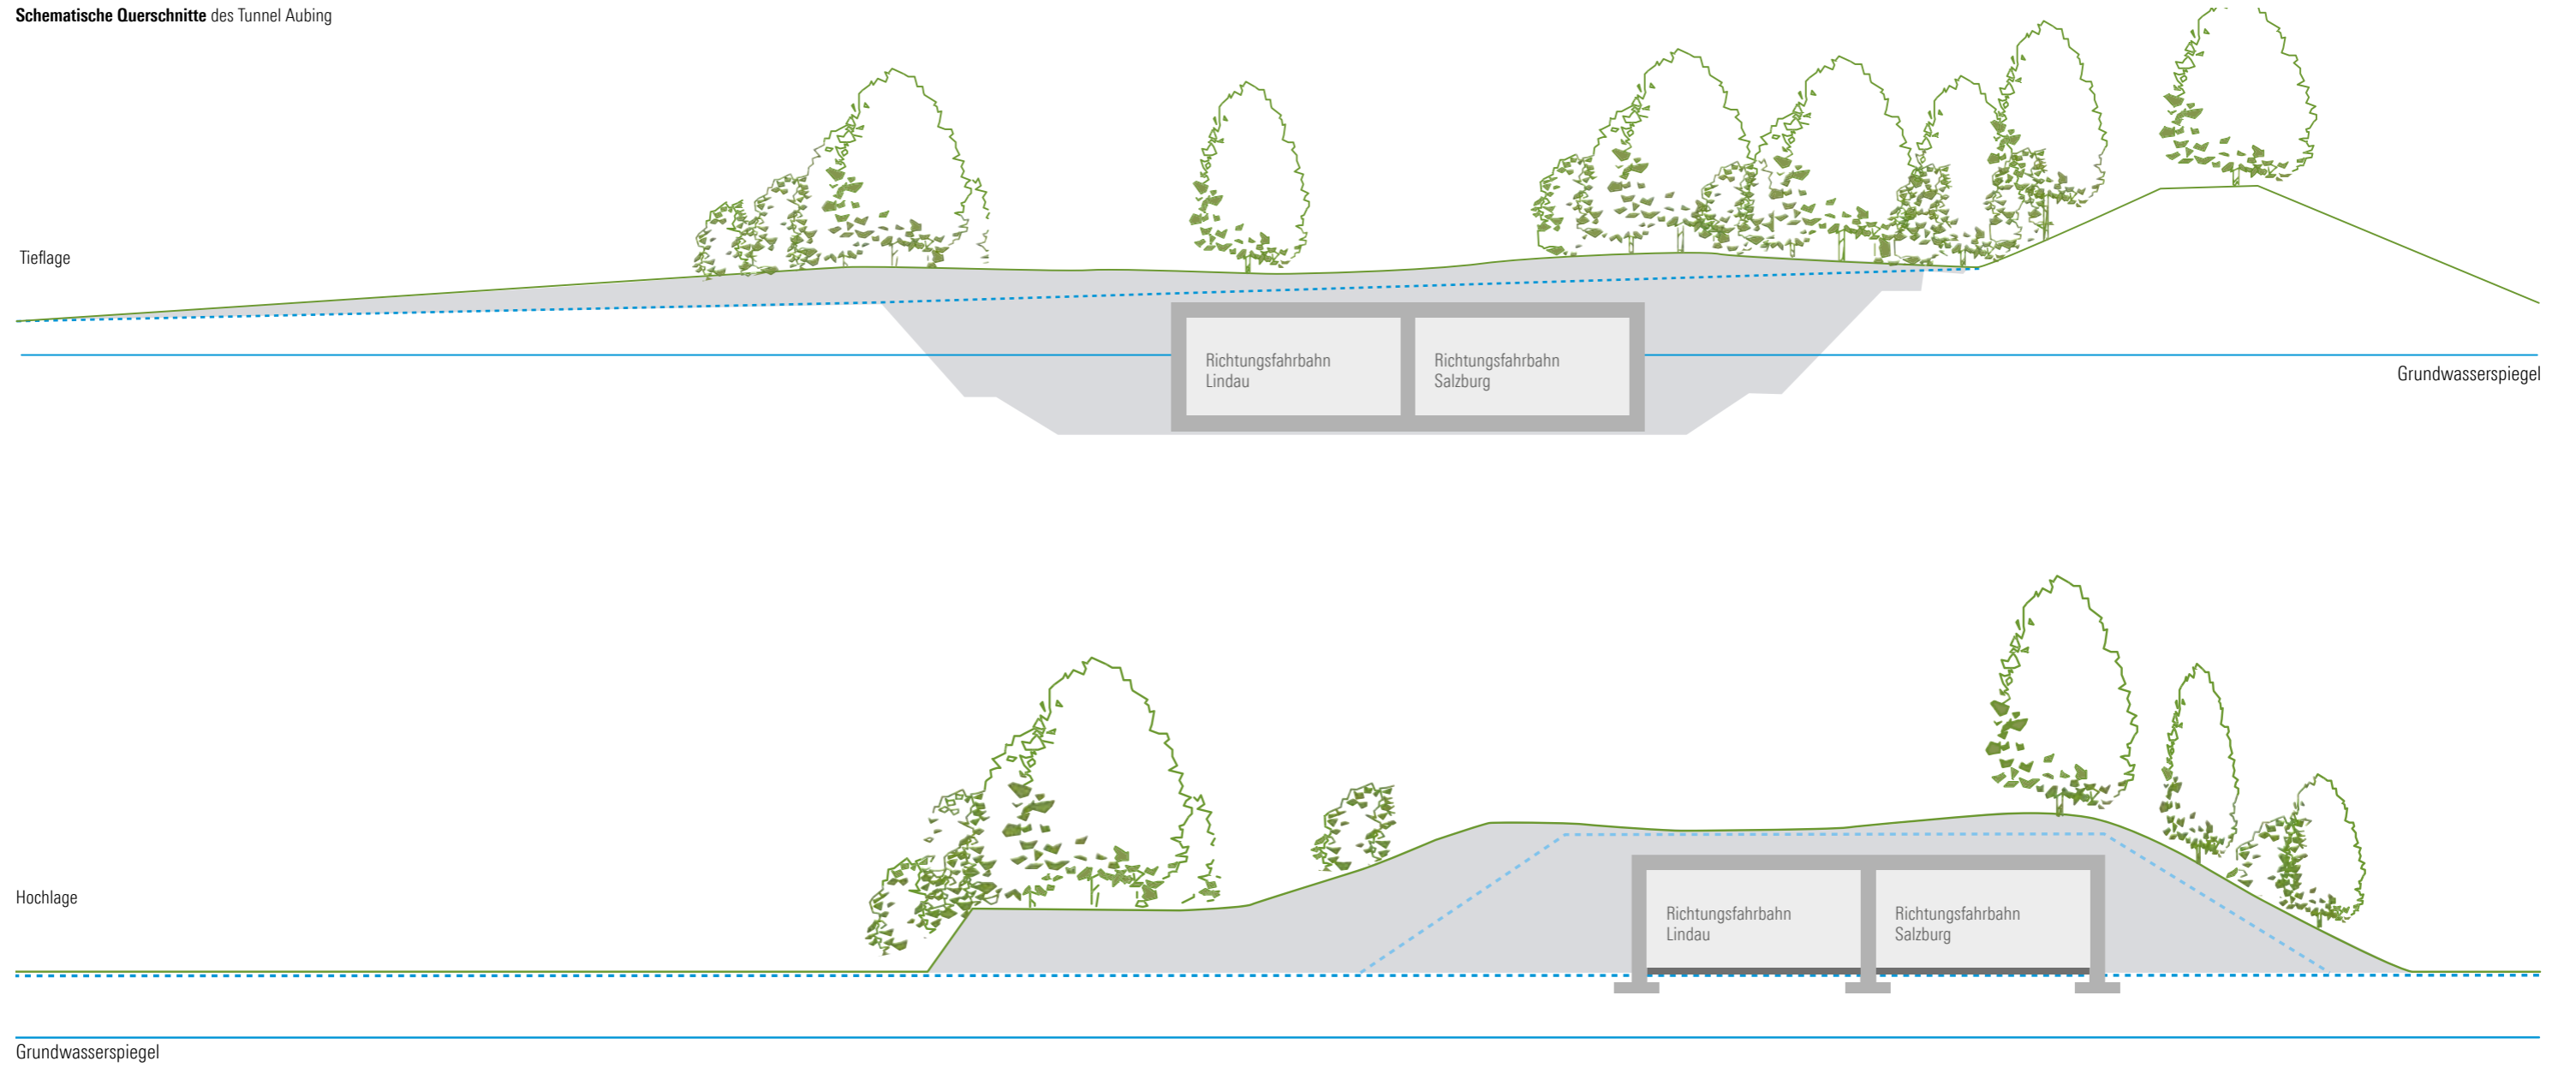 Schematische Querschnitte des Tunnel Aubing
Tieflage
Richtungsfahrbahn
Lindau
Richtungsfahrbahn
Salzburg
Grundwasserspiegel
Hochlage
Richtungsfahrbahn
Lindau
Richtungsfahrbahn
Salzburg
Grundwasserspiegel